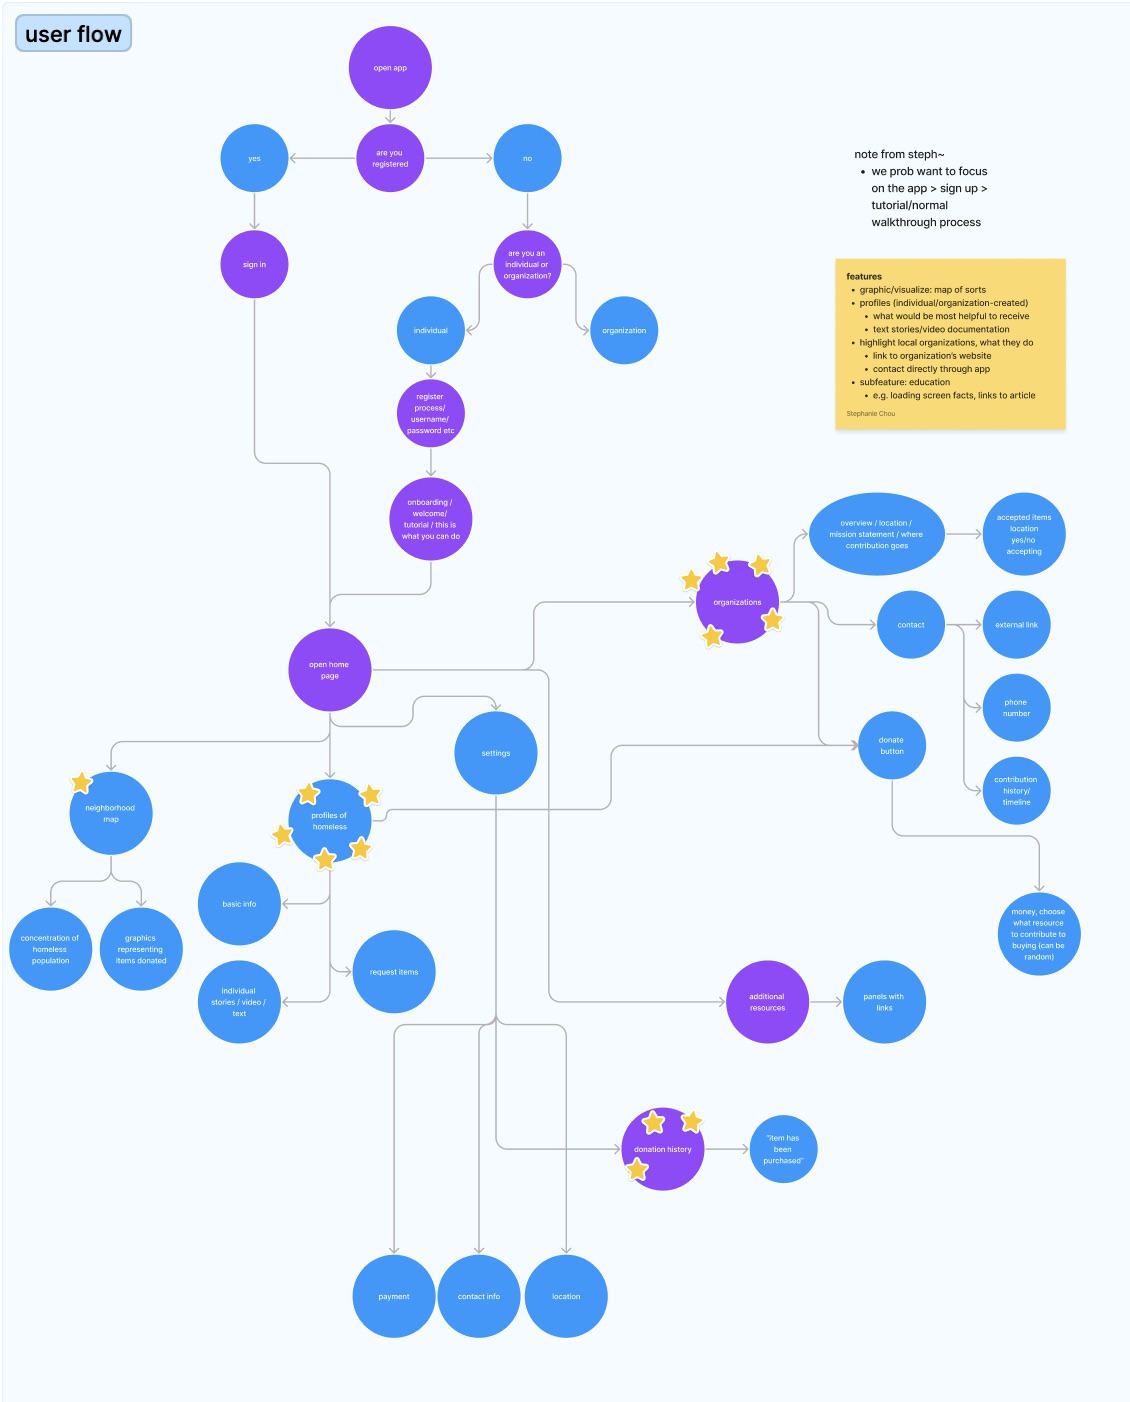 user flow
open app
are you
registered
yes
no
note from steph~
• we prob want to focus
on the app > sign up >
tutorial/normal
walkthrough process
sign in
are you an
individual or
organization?
features
• graphic/visualize: map of sorts
• profiles (individual/organization-created)
• what would be most helpful to receive
• text stories/video documentation
• highlight local organizations, what they do
• link to organization's website
• contact directly through app
• subfeature: education
• e.g. loading screen facts, links to article
Stephanie Chou
individual
organization
register
process/
username/
password etc
onboarding /
welcome/
tutorial / this is
what you can do
overview / location /
mission statement / where
contribution goes
accepted items
location
yes/no
accepting
organizations
contact
external link
open home
page
phone
number
settings
donate
button
contribution
history/
timeline
neighborhood
map
profiles of
homeless
basic info
money, choose
what resource
to contribute to
buying (can be
random)
concentration of
homeless
population
graphics
representing
items donated
request items
individual
stories / video /
text
additional
resources
panels with
links
donation history
"item has
been
purchased"
payment
contact info
location